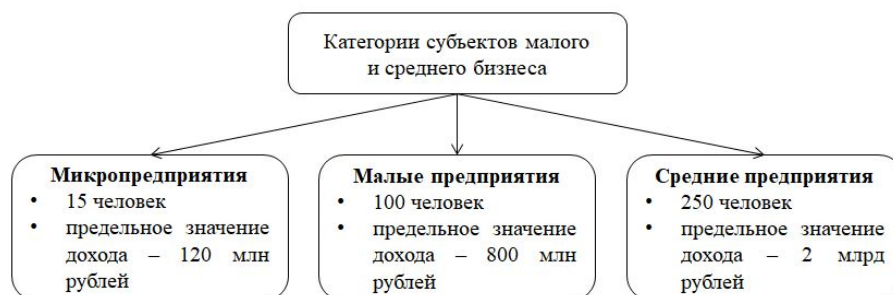 Категории субъектов малого
и среднего бизнеса
Микропредприятия
• 15 человек
• предельное значение
дохода – 120 млн
рублей
Малые предприятия
• 100 человек
• предельное значение
дохода – 800 млн
рублей
Средние предприятия
• 250 человек
• предельное значение
дохода – 2 млрд
рублей